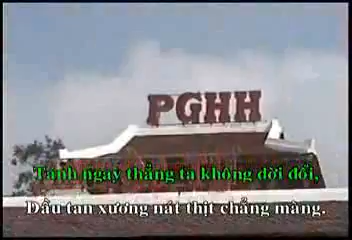 PGHH
Tánh ngay thẳng ta không dời đổi,
Dầu tan xương nát thịt chẳng màng.